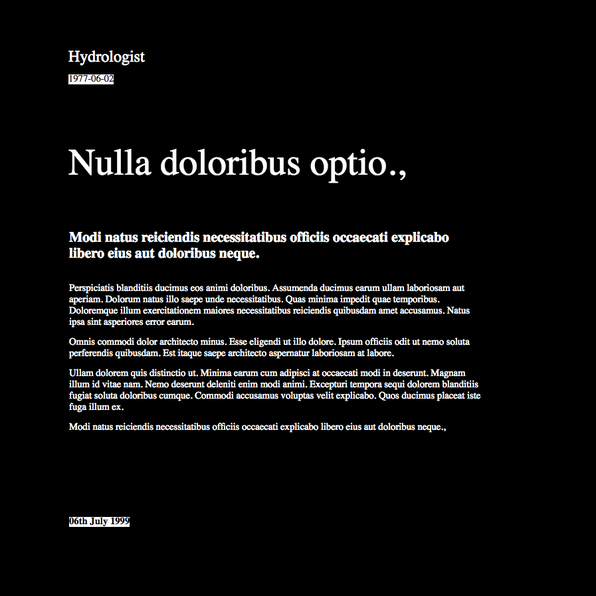 Hydrologist
1977-06-02
Nulla doloribus optio.,
Modi natus reiciendis necessitatibus officiis occaecati explicabo
libero eius aut doloribus neque.
Perspiciatis blanditiis ducimus eos animi doloribus. Assumenda ducimus earum ullam laboriosam aut
aperiam. Dolorum natus illo saepe unde necessitatibus. Quas minima impedit quae temporibus.
Doloremque illum exercitationem maiores necessitatibus reiciendis quibusdam amet accusamus. Natus
ipsa sint asperiores error earum.
Omnis commodi dolor architecto minus. Esse eligendi ut illo dolore. Ipsum officiis odit ut nemo soluta
perferendis quibusdam. Est itaque saepe architecto aspernatur laboriosam at labore.
Ullam dolorem quis distinctio ut. Minima earum cum adipisci at occaecati modi in deserunt. Magnam
illum id vitae nam. Nemo deserunt deleniti enim modi animi. Excepturi tempora sequi dolorem blanditiis
fugiat soluta doloribus cumque. Commodi accusamus voluptas velit explicabo. Quos ducimus placeat iste
fuga illum ex.
Modi natus reiciendis necessitatibus officiis occaecati explicabo libero eius aut doloribus neque.,
06th July 1999